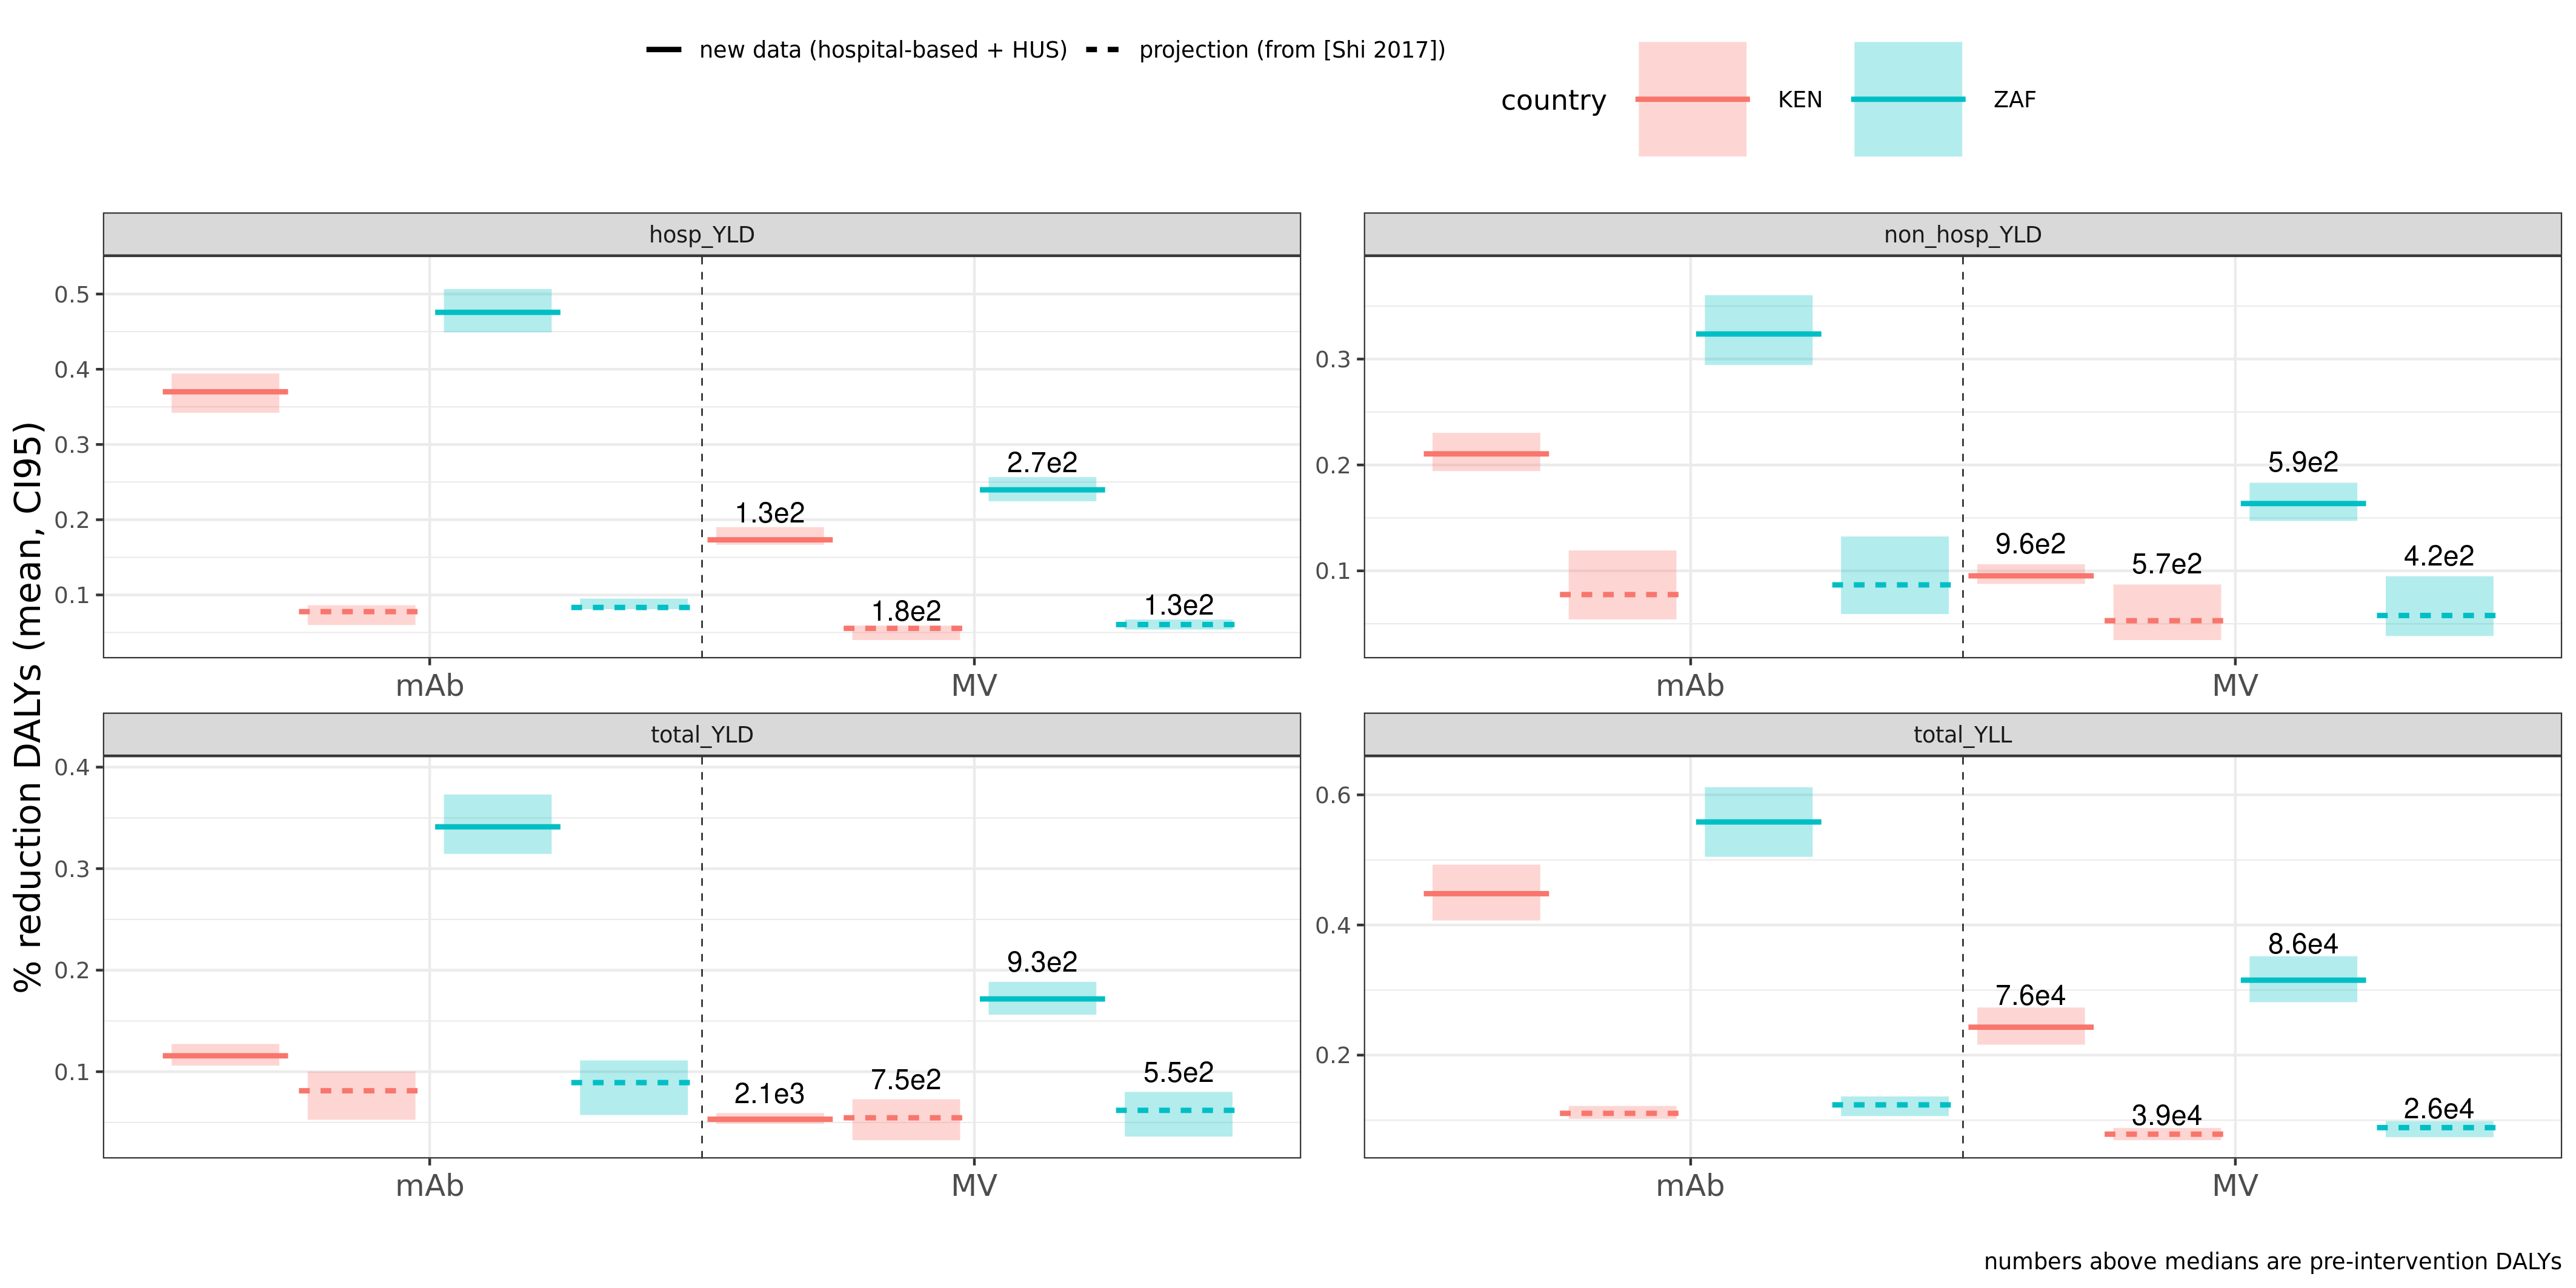 new data (hospital-based + HUS) projection (from [Shi 2017])
country KEN ZAF
% reduction DALYs (mean, CI95)
hosp_YLD
0.5
0.4
0.3
0.2
0.1
2.7e2
1.3e2
1.8e2
1.3e2
mAb MV
non_hosp_YLD
0.3
0.2
0.1
5.9e2
9.6e2
5.7e2
4.2e2
mAb MV
total_YLD
0.4
0.3
0.2
0.1
9.3e2
2.1e3
7.5e2
5.5e2
mAb MV
total_YLL
0.6
0.4
0.2
8.6e4
7.6e4
3.9e4
2.6e4
mAb MV
numbers above medians are pre-intervention DALYs